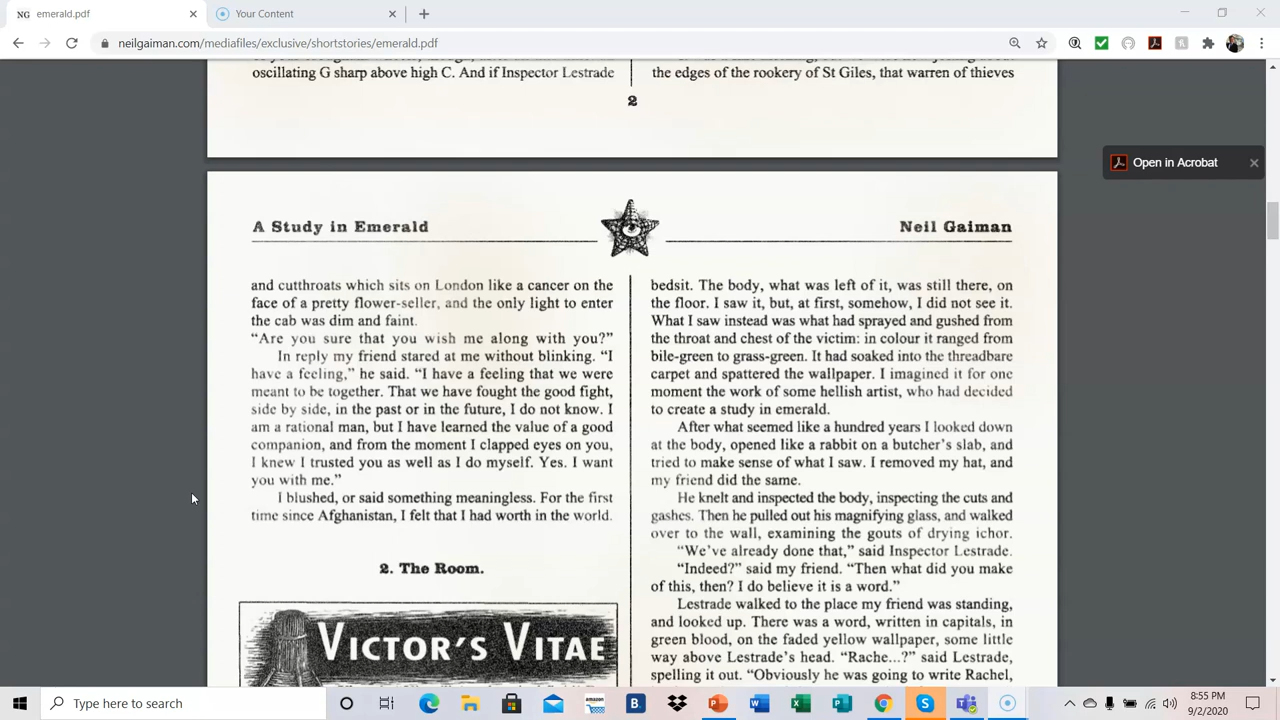 emerald.pdf
Your Content
neilgaiman.com/mediafiles/exclusive/shortstories/emerald.pdf
oscillating G sharp above high C. And if Inspector Lestrade
the edges of the rookery of St Giles, that warren of thieves
2
Open in Acrobat
A Study in Emerald
Neil Gaiman
and cutthroats which sits on London like a cancer on the
face of a pretty flower-seller, and the only light to enter
the cab was dim and faint.
“Are you sure that you wish me along with you?”
In reply my friend stared at me without blinking. “I
have a feeling,” he said. “I have a feeling that we were
meant to be together. That we have fought the good fight,
side by side, in the past or in the future, I do not know. I
am a rational man, but I have learned the value of a good
companion, and from the moment I clapped eyes on you,
I knew I trusted you as well as I do myself. Yes. I want
you with me.”
I blushed, or said something meaningless. For the first
time since Afghanistan, I felt that I had worth in the world.
2. The Room.
VICTOR'S VITAE
bedsit. The body, what was left of it, was still there, on
the floor. I saw it, but, at first, somehow, I did not see it.
What I saw instead was what had sprayed and gushed from
the throat and chest of the victim: in colour it ranged from
bile-green to grass-green. It had soaked into the threadbare
carpet and spattered the wallpaper. I imagined it for one
moment the work of some hellish artist, who had decided
to create a study in emerald.
After what seemed like a hundred years I looked down
at the body, opened like a rabbit on a butcher's slab, and
tried to make sense of what I saw. I removed my hat, and
my friend did the same.
He knelt and inspected the body, inspecting the cuts and
gashes. Then he pulled out his magnifying glass, and walked
over to the wall, examining the gouts of drying ichor.
“We've already done that,” said Inspector Lestrade.
“Indeed?” said my friend. “Then what did you make
of this, then? I do believe it is a word.”
Lestrade walked to the place my friend was standing,
and looked up. There was a word, written in capitals, in
green blood, on the faded yellow wallpaper, some little
way above Lestrade's head. “Rache...?” said Lestrade,
spelling it out. “Obviously he was going to write Rachel,
Type here to search
8:55 PM
9/2/2020